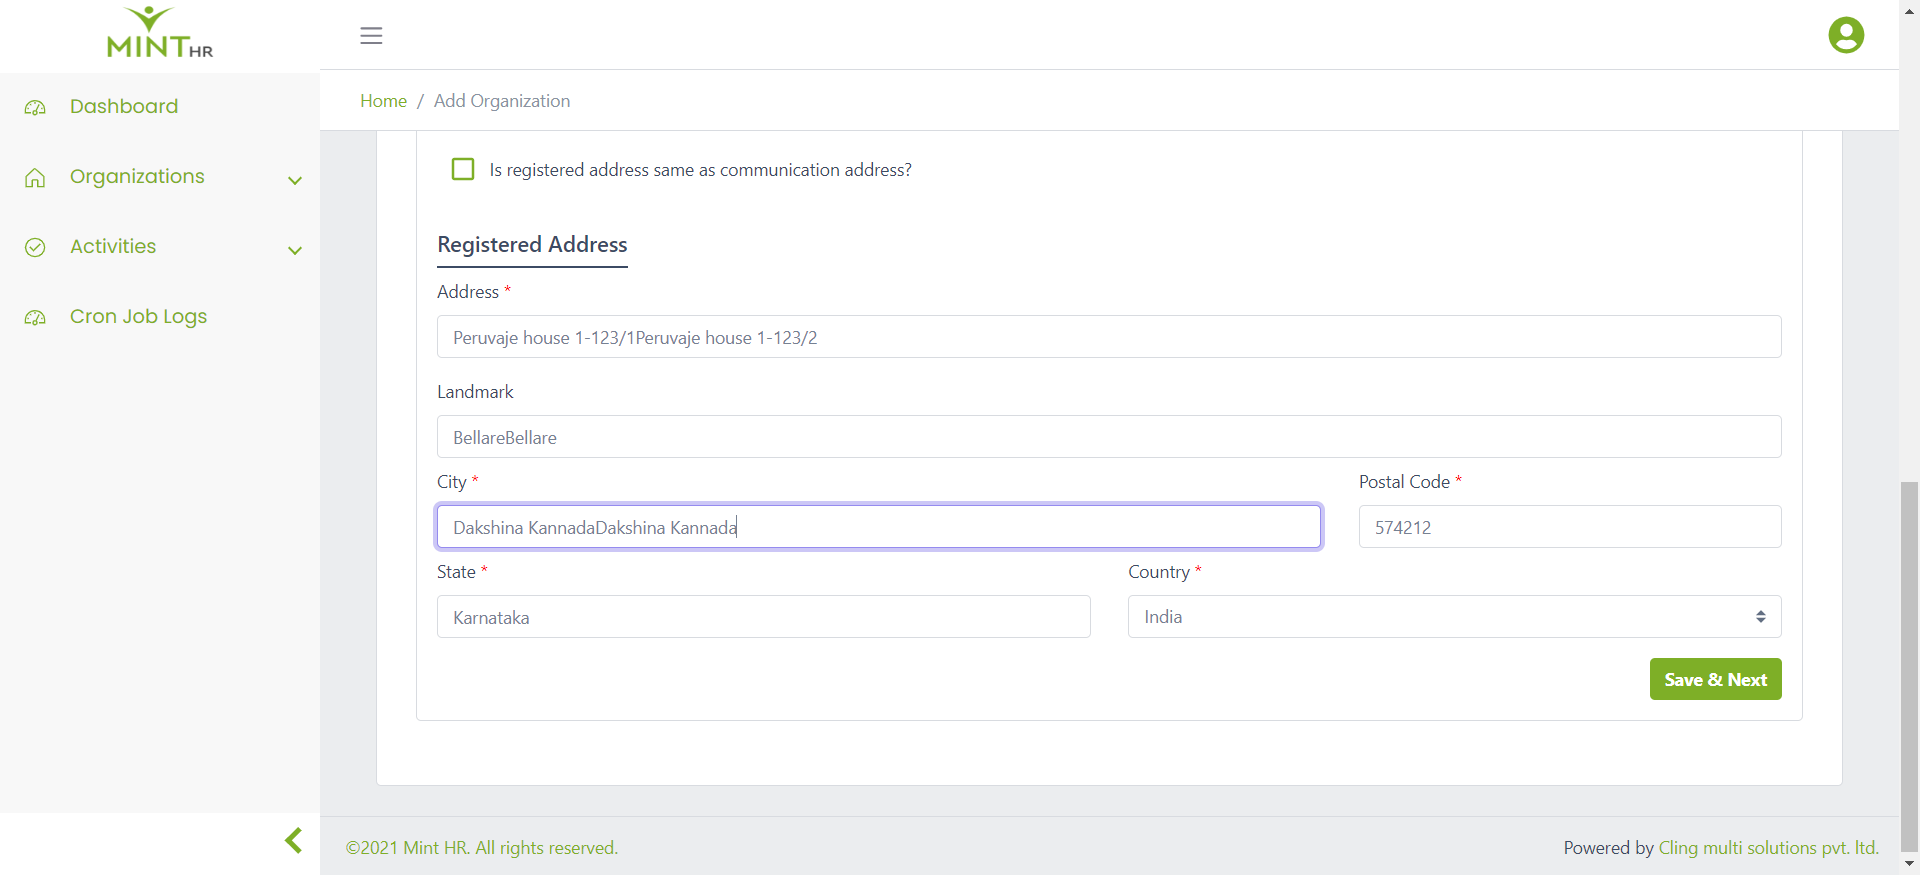 MINT HR
Dashboard
Organizations
Activities
Cron Job Logs
Home / Add Organization
Is registered address same as communication address?
Registered Address
Address *
Peruvaje house 1-123/1Peruvaje house 1-123/2
Landmark
BellareBellare
City *
Postal Code *
Dakshina KannadaDakshina Kannada
574212
State *
Country *
Karnataka
India
Save & Next
©2021 Mint HR. All rights reserved.
Powered by Cling multi solutions pvt. ltd.